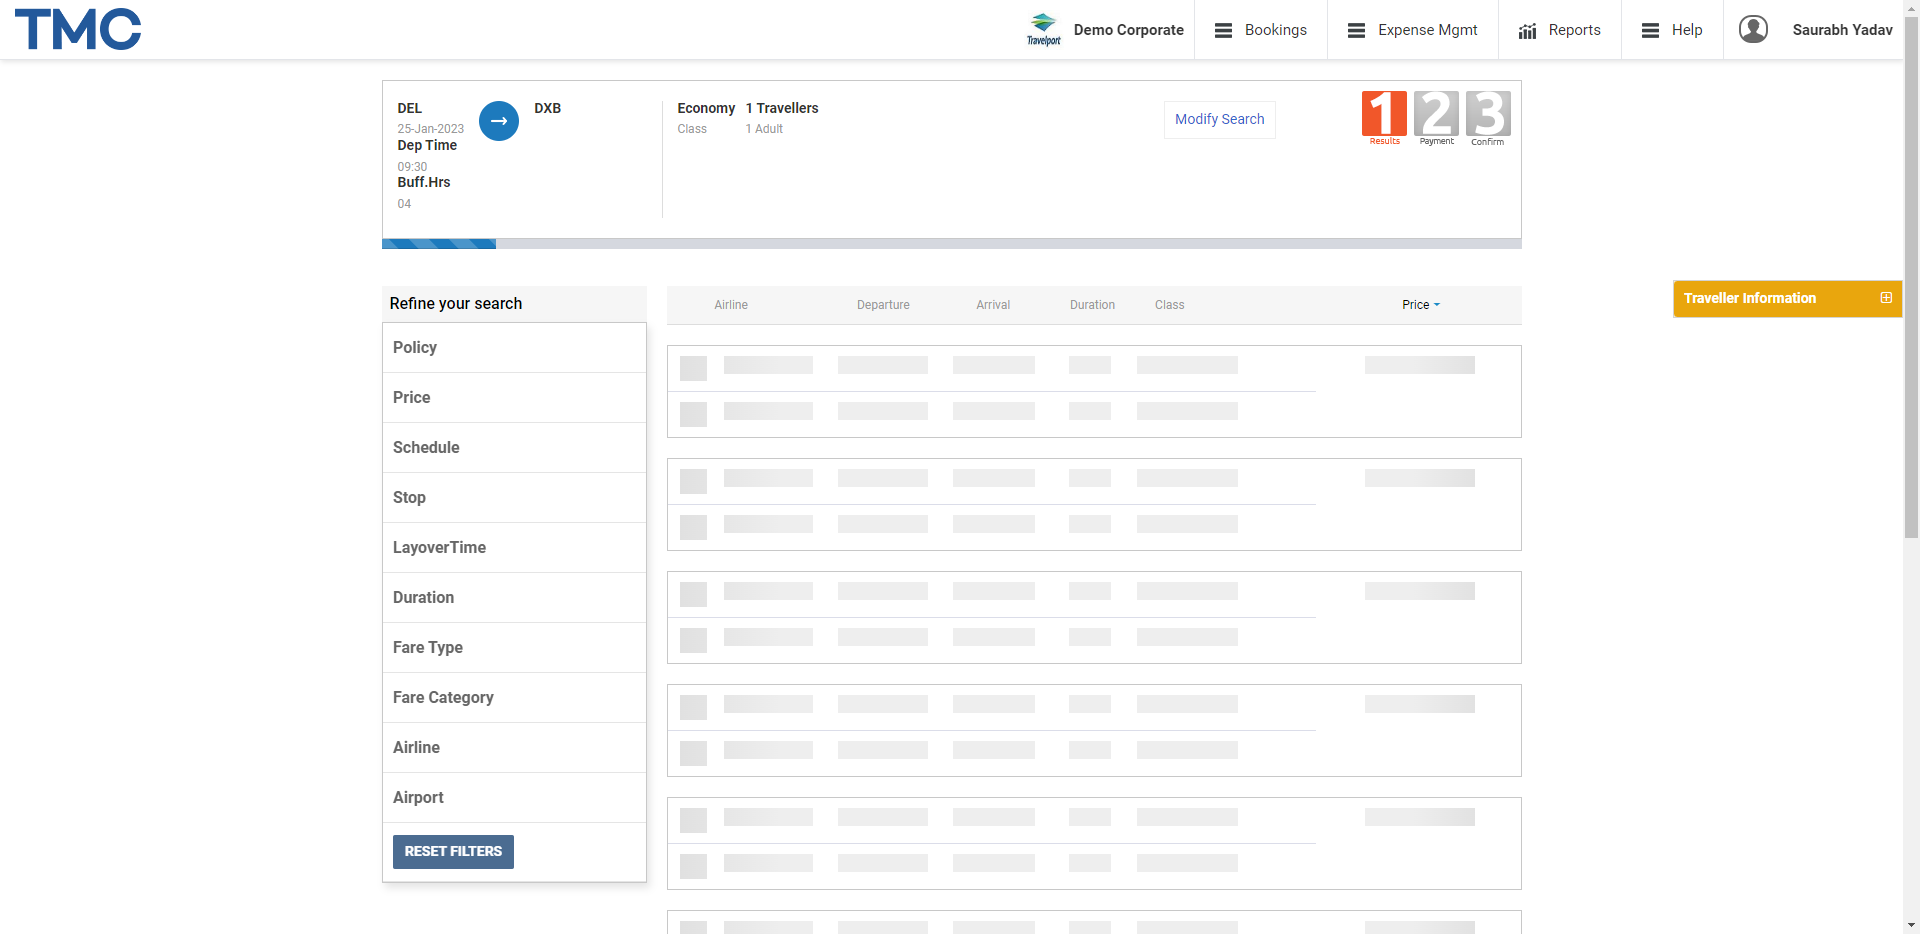 TMC
Travelport
Demo Corporate
Bookings
Expense Mgmt
Reports
Help
Saurabh Yadav
DEL
25-Jan-2023
Dep Time
09:30
Buff.Hrs
04
DXB
Economy
Class
1 Travellers
1 Adult
Modify Search
1
Results
2
Payment
3
Confirm
Refine your search
Policy
Price
Schedule
Stop
LayoverTime
Duration
Fare Type
Fare Category
Airline
Airport
RESET FILTERS
Airline
Departure
Arrival
Duration
Class
Price
Traveller Information